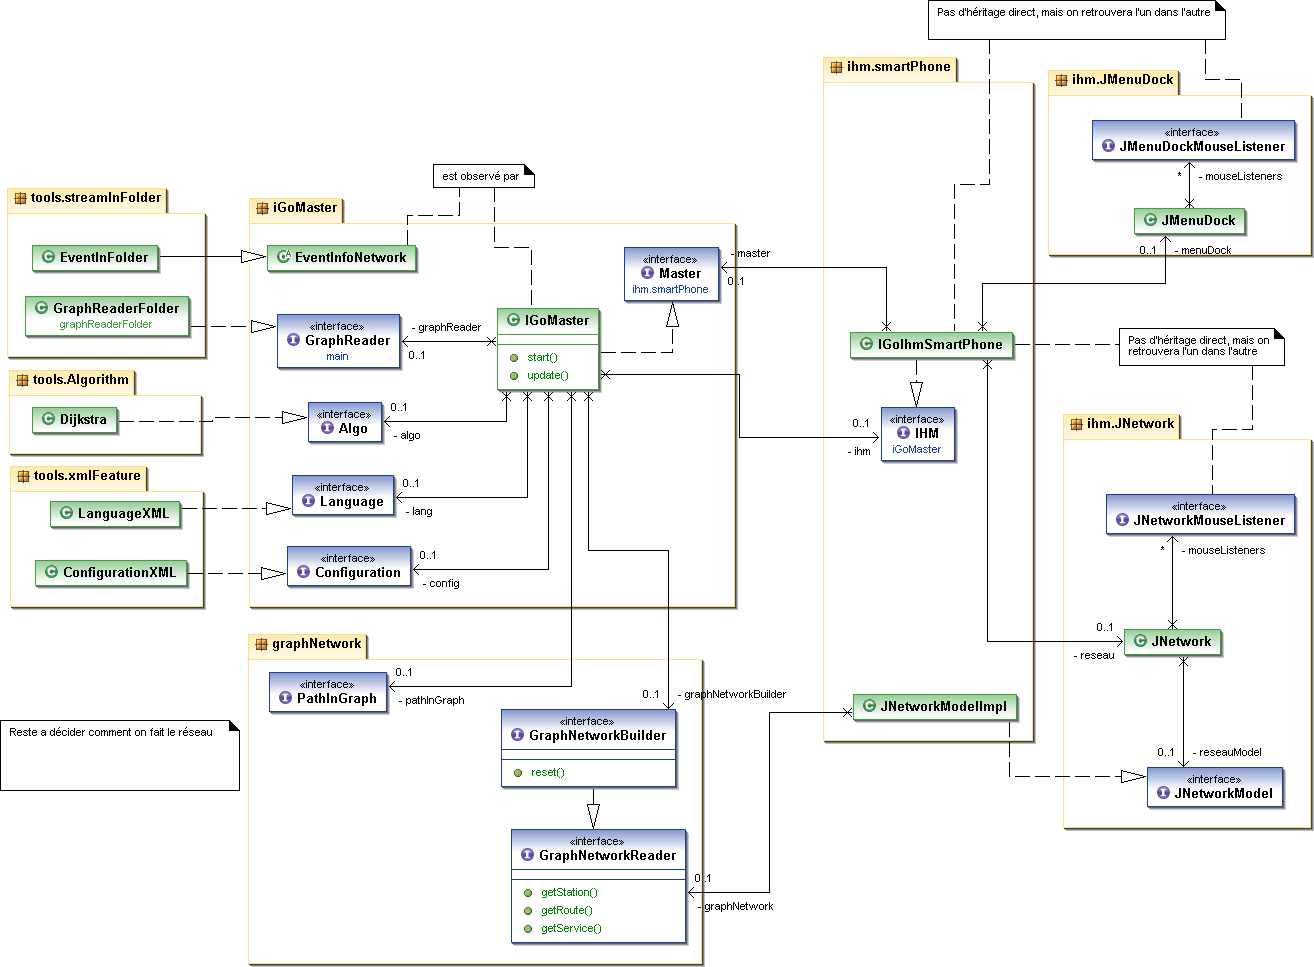 Pas d'héritage direct, mais on retrouvera l'un dans l'autre
ihm.smartPhone
ihm.JMenuDock
«interface»
JMenuDockMouseListener
*
- mouseListeners
JMenuDock
0..1
- menuDock
est observé par
tools.streamInFolder
EventInFolder
GraphReaderFolder
graphReaderFolder
iGoMaster
EventInfoNetwork
«interface»
Master
ihm.smartPhone
- master
0..1
«interface»
GraphReader
main
- graphReader
0..1
IGoMaster
start()
update()
IGoIhmSmartPhone
Pas d'héritage direct, mais on
retrouvera l'un dans l'autre
tools.Algorithm
Dijkstra
«interface»
Algo
0..1
- algo
0..1
- ihm
«interface»
IHM
iGoMaster
ihm.JNetwork
tools.xmlFeature
LanguageXML
ConfigurationXML
«interface»
Language
0..1
- lang
«interface»
Configuration
0..1
- config
«interface»
JNetworkMouseListener
*
- mouseListeners
0..1
- reseau
JNetwork
graphNetwork
«interface»
PathInGraph
0..1
- pathInGraph
0..1
- graphNetworkBuilder
«interface»
GraphNetworkBuilder
reset()
JNetworkModelImpl
0..1
- reseauModel
«interface»
JNetworkModel
Reste a décider comment on fait le réseau
«interface»
GraphNetworkReader
getStation()
getRoute()
getService()
0..1
- graphNetwork